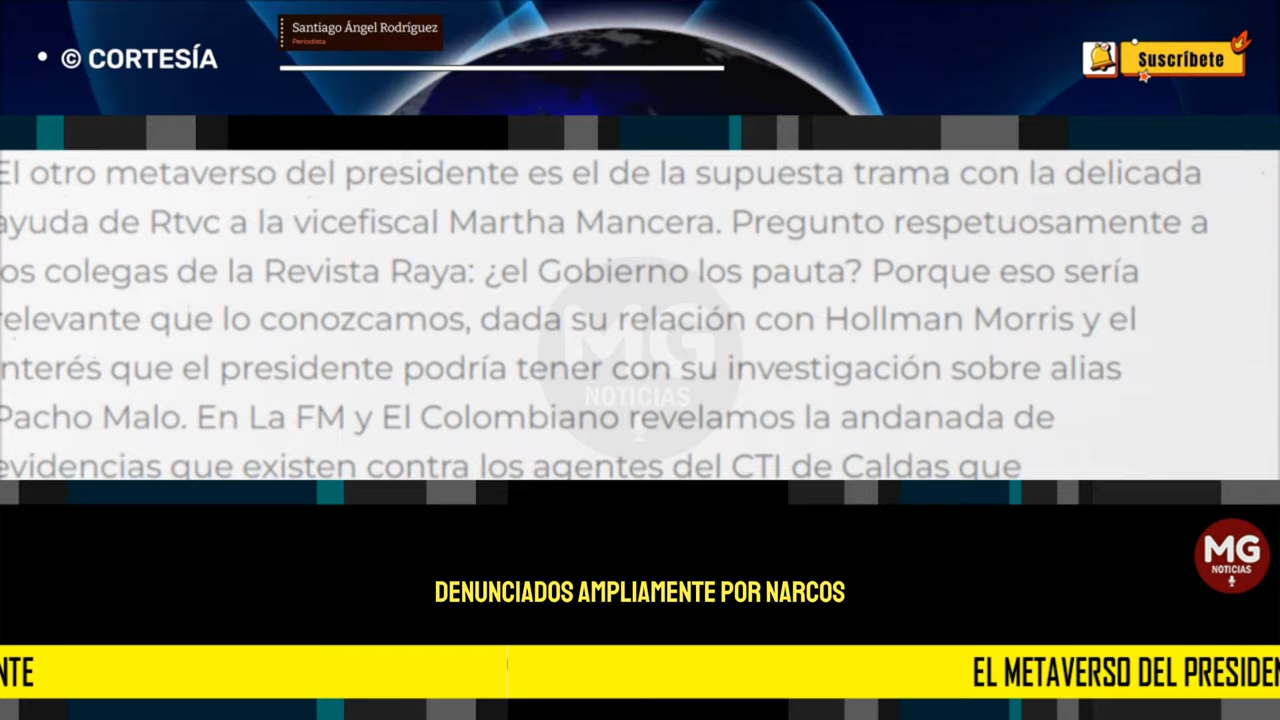 • © CORTESÍA
Santiago Ángel Rodríguez
Periodista
Suscríbete
El otro metaverso del presidente es el de la supuesta trama con la delicada
ayuda de Rtvc a la vicefiscal Martha Mancera. Pregunto respetuosamente a
os colegas de la Revista Raya: ¿el Gobierno los pauta? Porque eso sería
relevante que lo conozcamos, dada su relación con Hollman Morris y el
nterés que el presidente podría tener con su investigación sobre alias
Pacho Malo. En La FM y El Colombiano revelamos la andanada de
evidencias que existen contra los agentes del CTI de Caldas que
MG
NOTICIAS
MG
NOTICIAS
DENUNCIADOS AMPLIAMENTE POR NARCOS
NTE
EL METAVERSO DEL PRESIDEN